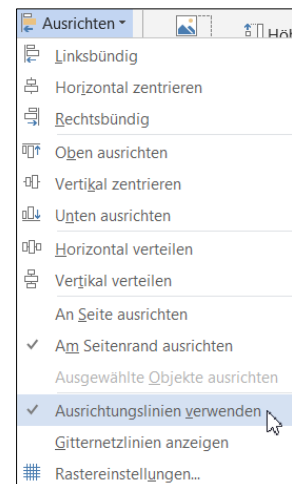 Ausrichten
Höl
Linksbündig
Horizontal zentrieren
Rechtsbündig
Oben ausrichten
Vertikal zentrieren
Unten ausrichten
Horizontal verteilen
Vertikal verteilen
An Seite ausrichten
Am Seitenrand ausrichten
Ausgewählte Objekte ausrichten
Ausrichtungslinien verwenden
Gitternetzlinien anzeigen
Rastereinstellungen...